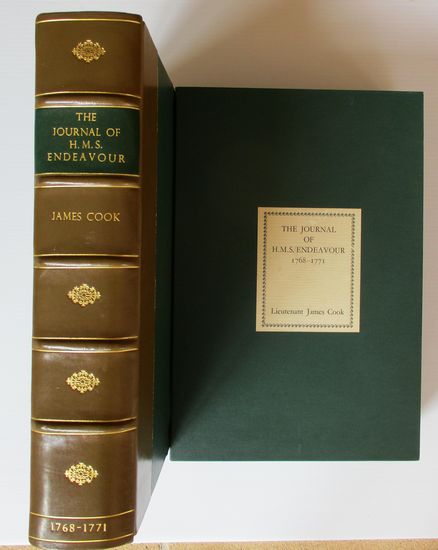 THE
JOURNAL OF
H.M.S.
ENDEAVOUR
JAMES COOK
1768-1771
THE JOURNAL
OF
H.M.S. ENDEAVOUR
1768-1771
Lieutenant James Cook